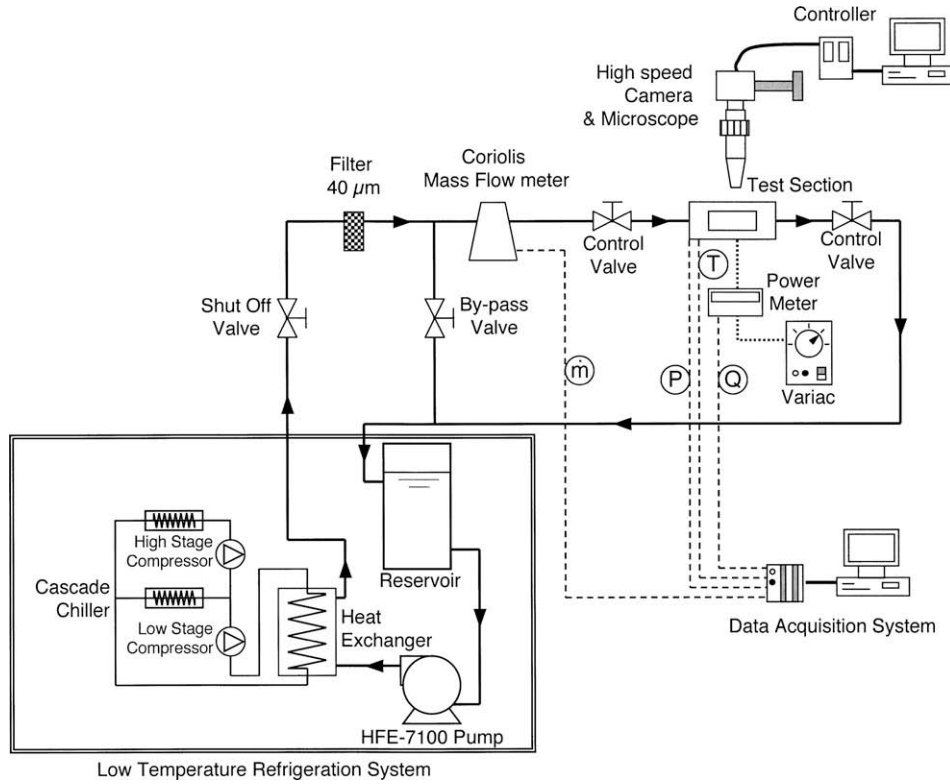 Controller
High speed
Camera
& Microscope
Filter
40 µm
Coriolis
Mass Flow meter
Test Section
Control
Valve
Control
Valve
T
Shut Off
Valve
By-pass
Valve
Power
Meter
ṁ
P
Q
Variac
High Stage
Compressor
Reservoir
Cascade
Chiller
Low Stage
Compressor
Heat
Exchanger
Data Acquisition System
HFE-7100 Pump
Low Temperature Refrigeration System